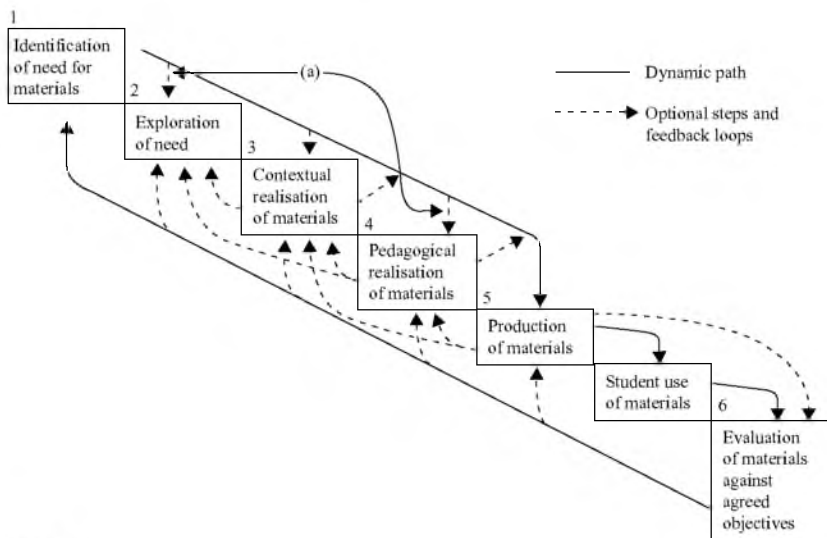 1
Identification
of need for
materials
(a)
Dynamic path
Optional steps and
feedback loops
2
Exploration
of need
3
Contextual
realisation
of materials
4
Pedagogical
realisation
of materials
5
Production
of materials
Student use
of materials
6
Evaluation
of materials
against
agreed
objectives